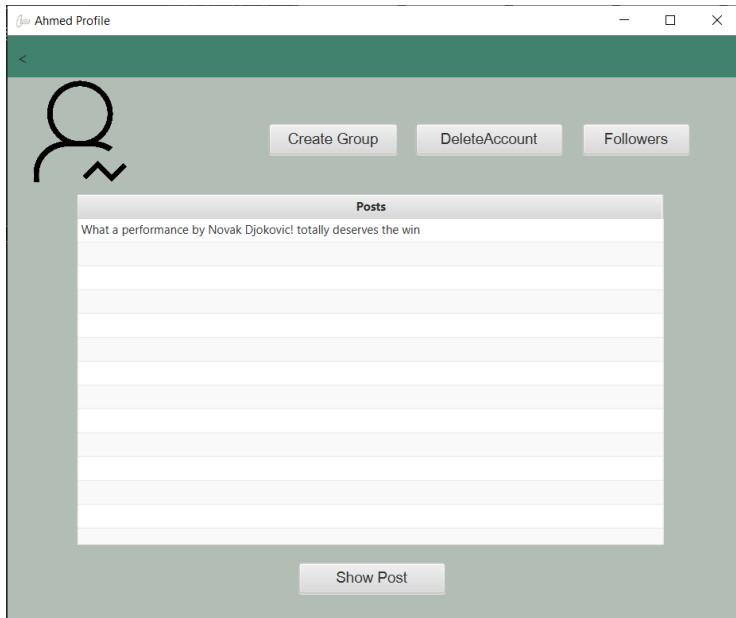 Ahmed Profile
<
Create Group
DeleteAccount
Followers
Posts
What a performance by Novak Djokovic! totally deserves the win
Show Post